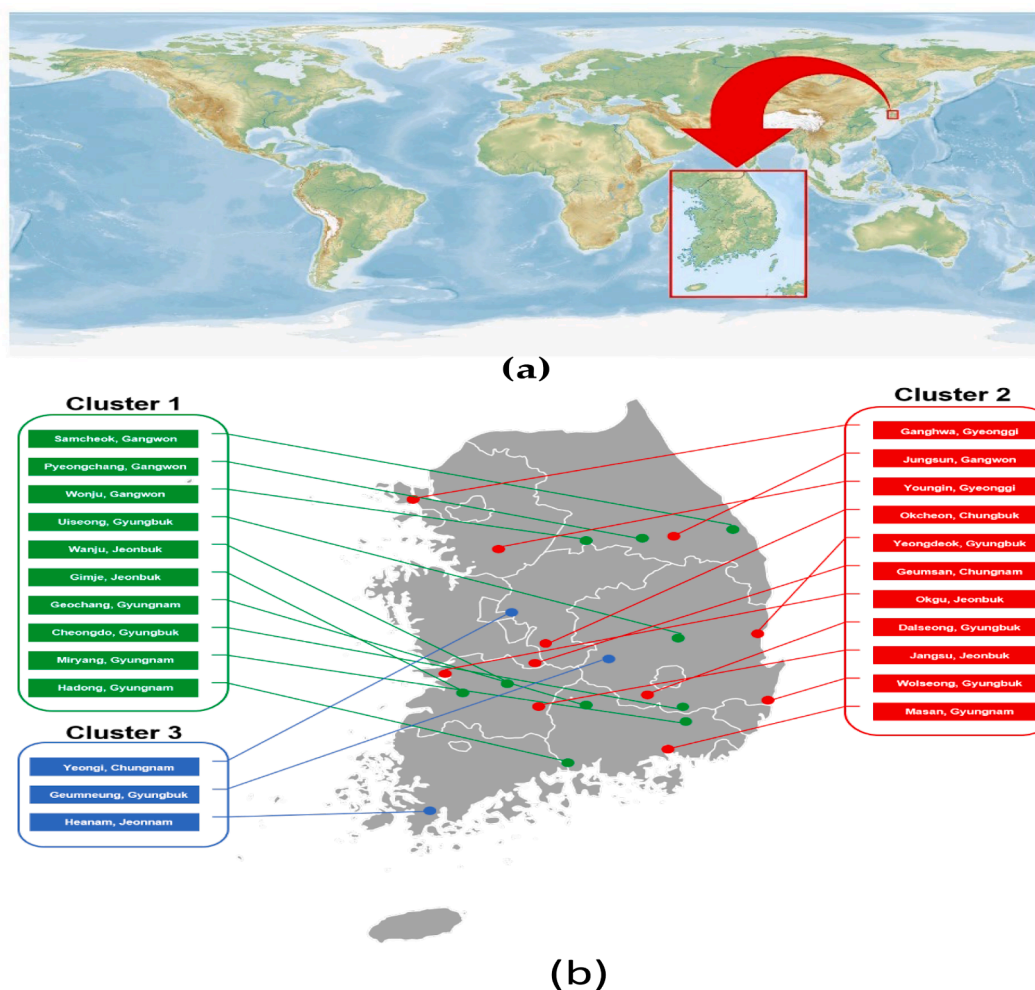 (a)
Cluster 1
Samcheok, Gangwon
Pyeongchang, Gangwon
Wonju, Gangwon
Uiseong, Gyungbuk
Wanju, Jeonbuk
Gimje, Jeonbuk
Geochang, Gyungnam
Cheongdo, Gyungbuk
Miryang, Gyungnam
Hadong, Gyungnam
Cluster 3
Yeongi, Chungnam
Geumneung, Gyungbuk
Heanam, Jeonnam
Cluster 2
Ganghwa, Gyeonggi
Jungsun, Gangwon
Youngin, Gyeonggi
Okcheon, Chungbuk
Yeongdeok, Gyungbuk
Geumsan, Chungnam
Okgu, Jeonbuk
Dalseong, Gyungbuk
Jangsu, Jeonbuk
Wolseong, Gyungbuk
Masan, Gyungnam
(b)